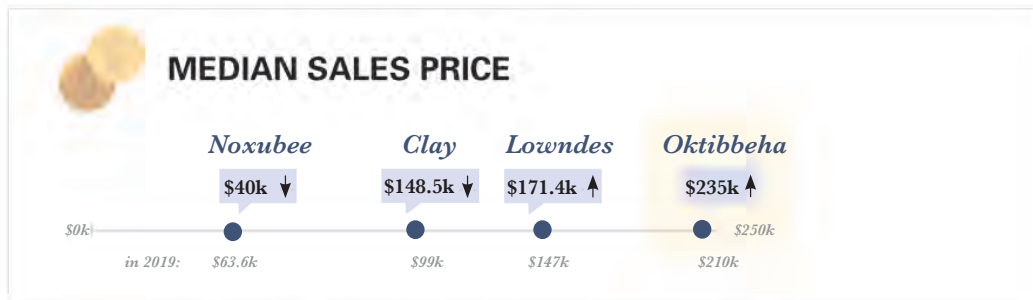 MEDIAN SALES PRICE
Noxubee Clay Lowndes Oktibbeha
$40k $148.5k $171.4k $235k
$0k $250k
in 2019: $63.6k $99k $147k $210k